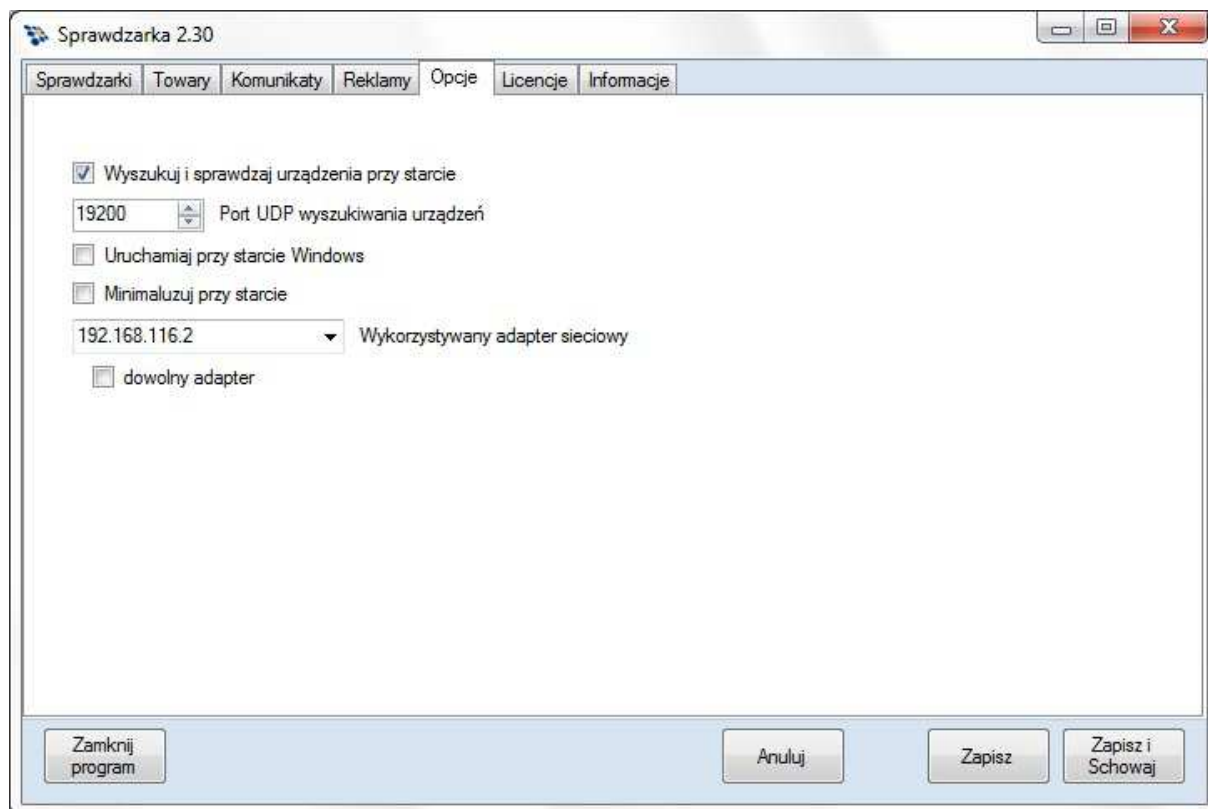 Sprawdzarka 2.30
Sprawdzarki Towary Komunikaty Reklamy Opcje Licencje Informacje
Wyszukuj i sprawdzaj urządzenia przy starcie
19200 Port UDP wyszukiwania urządzeń
Uruchamiaj przy starcie Windows
Minimaluzuj przy starcie
192.168.116.2 Wykorzystywany adapter sieciowy
dowolny adapter
Zamknij
program
Anuluj
Zapisz
Zapisz i
Schowaj